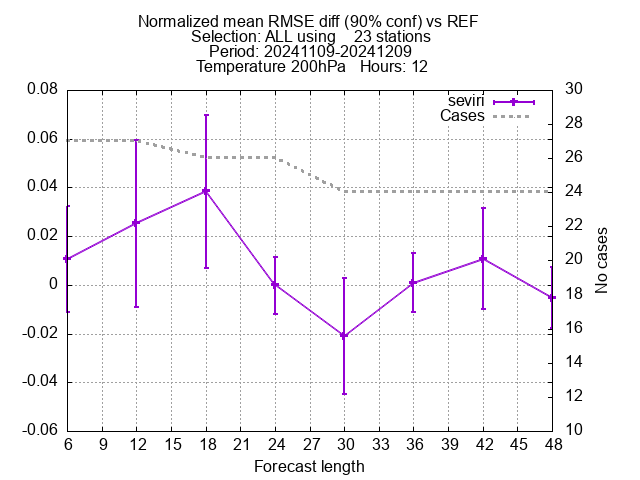 Normalized mean RMSE diff (90% conf) vs REF
Selection: ALL using    23 stations
Period: 20241109-20241209
Temperature 200hPa   Hours: 12
seviri
Cases
0.08
0.06
0.04
0.02
0
-0.02
-0.04
-0.06
30
28
26
24
22
20
18
16
14
12
10
No cases
6 9 12 15 18 21 24 27 30 33 36 39 42 45 48
Forecast length